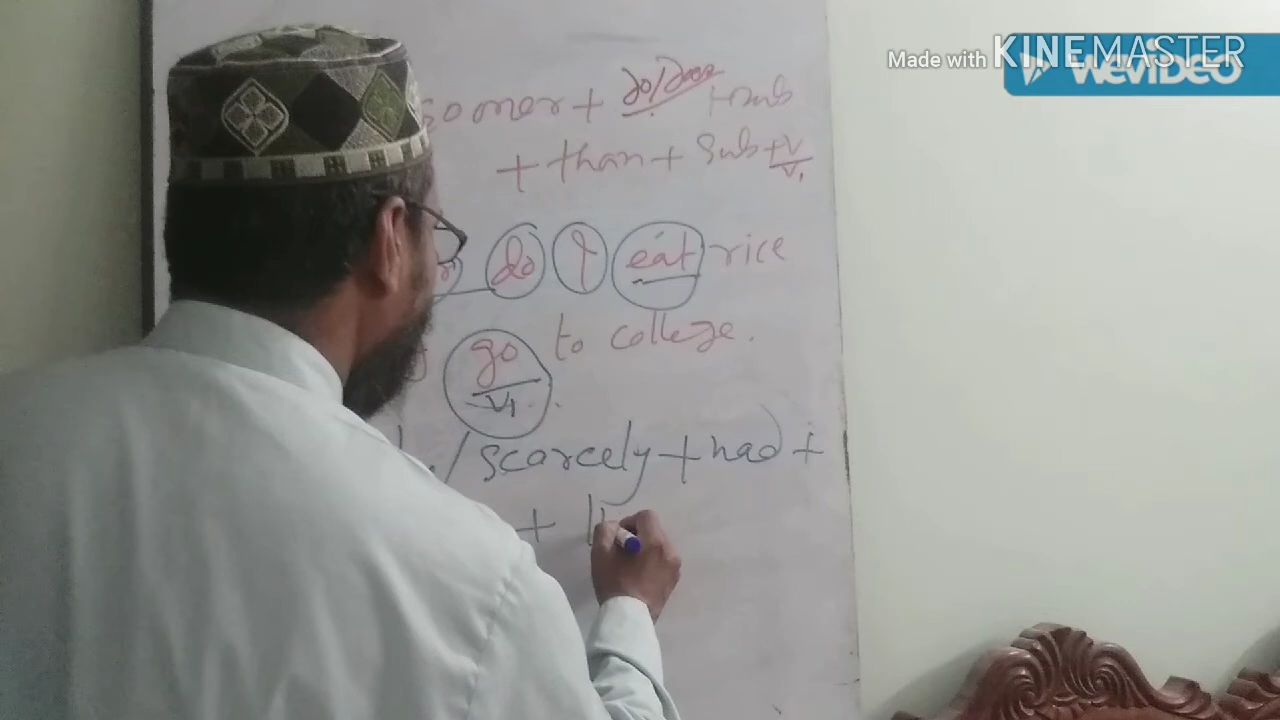 Made with KINEMASTER
wevideo
sooner + do/does + sub
+ than + Sub + V
V1
do I eat rice
go to college.
V1
/ scarcely + had +
+